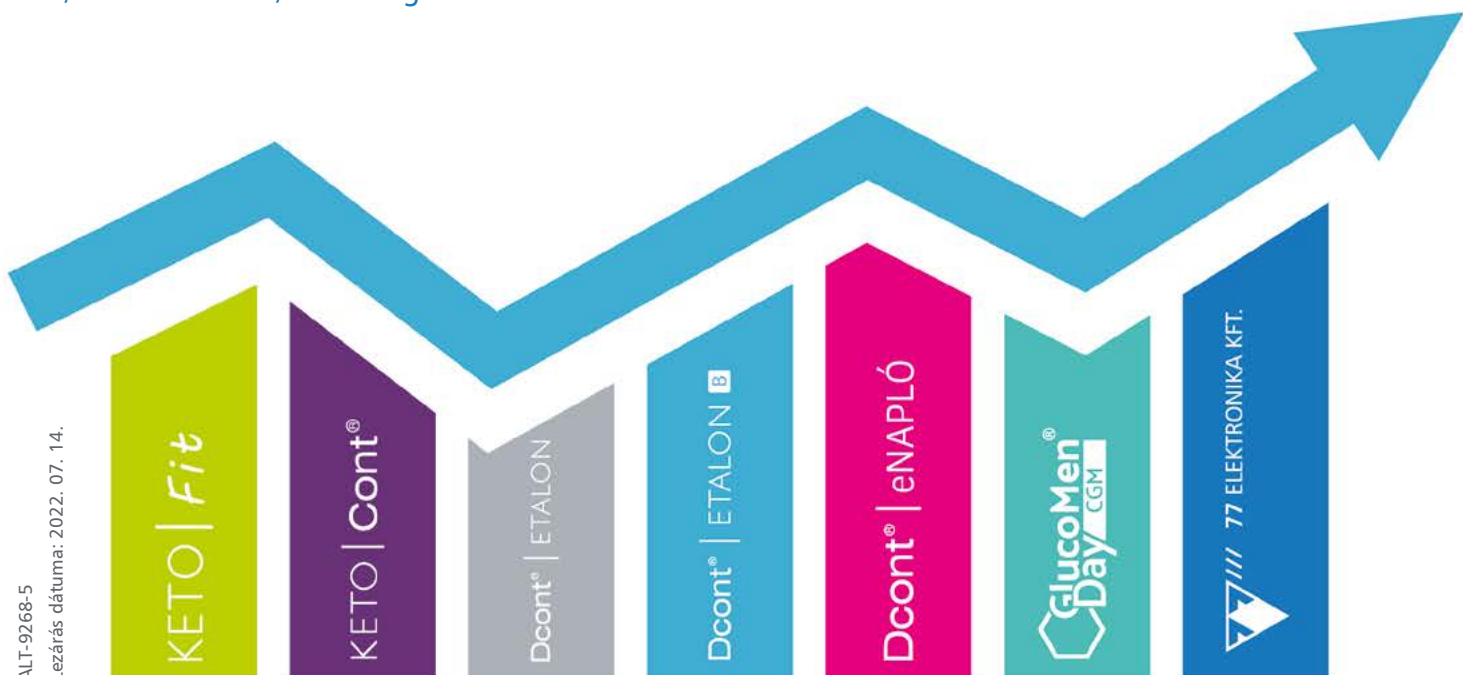 ALT-9268-5
Lezárás dátuma: 2022. 07. 14.
KETO | Fit
KETO | Cont®
Dcont® | ETALON
Dcont® | ETALON B
Dcont® | eNAPLÓ
GlucoMen®
Day CGM
77 ELEKTRONIKA KFT.